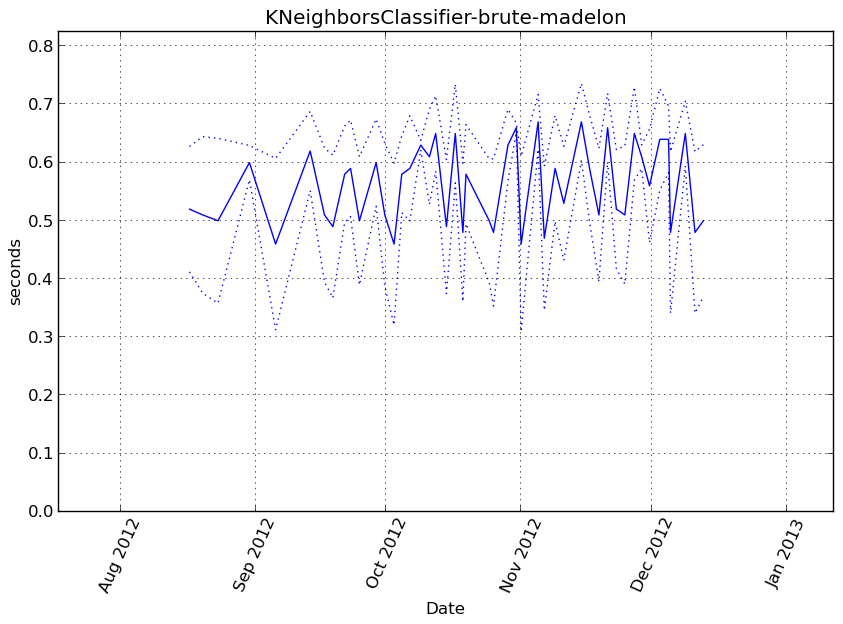 KNeighborsClassifier-brute-madelon
0.8
0.7
0.6
0.5
0.4
0.3
0.2
0.1
0.0
seconds
Aug 2012
Sep 2012
Oct 2012
Nov 2012
Dec 2012
Jan 2013
Date